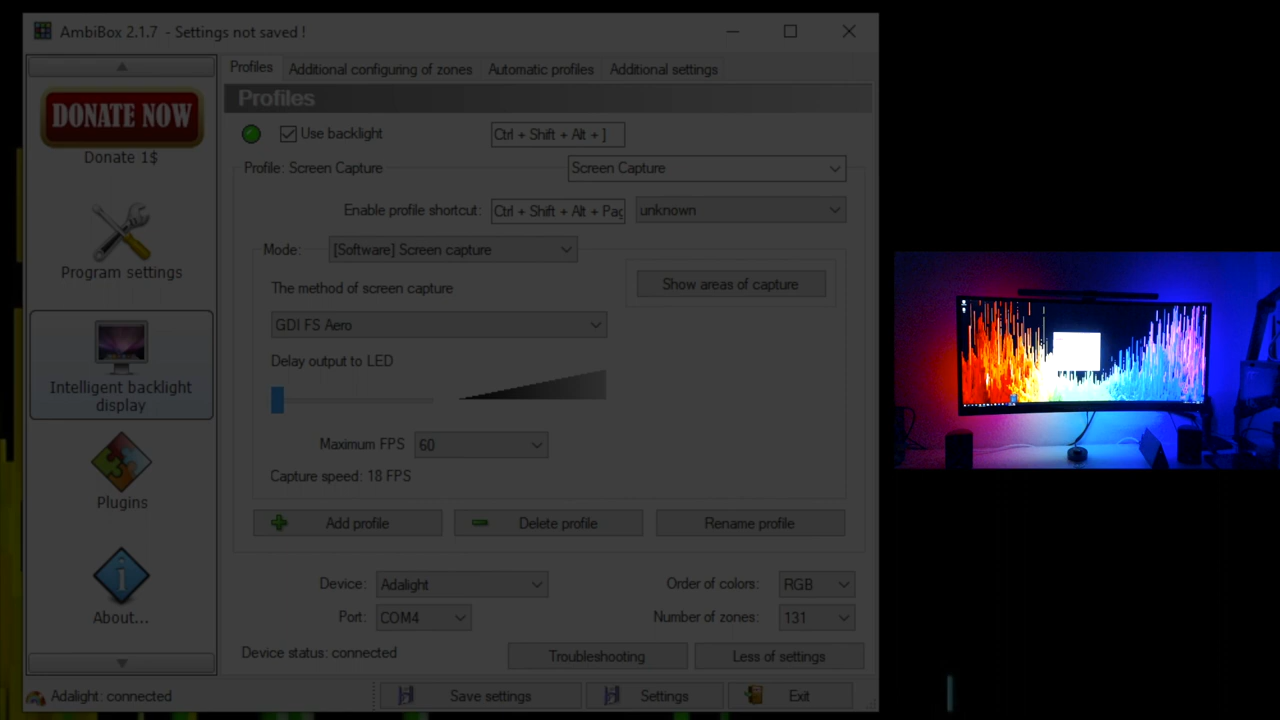 AmbiBox 2.1.7 - Settings not saved !
DONATE NOW
Donate 1$
Program settings
Intelligent backlight
display
Plugins
About...
Profiles
Additional configuring of zones
Automatic profiles
Additional settings
Profiles
Use backlight
Ctrl + Shift + Alt + ]
Profile: Screen Capture
Screen Capture
Enable profile shortcut:
Ctrl + Shift + Alt + Pag
unknown
Mode:
[Software] Screen capture
Show areas of capture
The method of screen capture
GDI FS Aero
Delay output to LED
Maximum FPS
60
Capture speed: 18 FPS
Add profile
Delete profile
Rename profile
Device:
Adalight
Order of colors:
RGB
Port:
COM4
Number of zones:
131
Device status: connected
Troubleshooting
Less of settings
Adalight: connected
Save settings
Settings
Exit